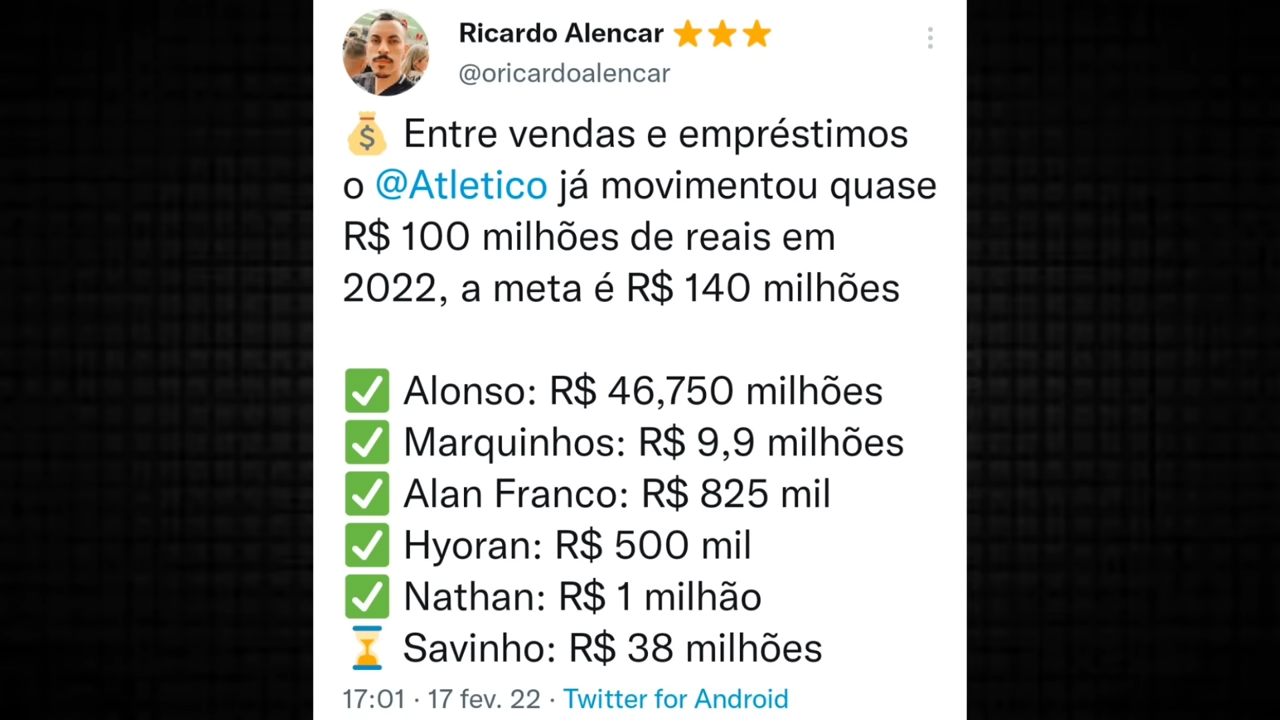 Ricardo Alencar ⭐⭐⭐
@oricardoalencar
💰 Entre vendas e empréstimos
o @Atletico já movimentou quase
R$ 100 milhões de reais em
2022, a meta é R$ 140 milhões
✅ Alonso: R$ 46,750 milhões
✅ Marquinhos: R$ 9,9 milhões
✅ Alan Franco: R$ 825 mil
✅ Hyoran: R$ 500 mil
✅ Nathan: R$ 1 milhão
⏳ Savinho: R$ 38 milhões
17:01 · 17 fev. 22 · Twitter for Android